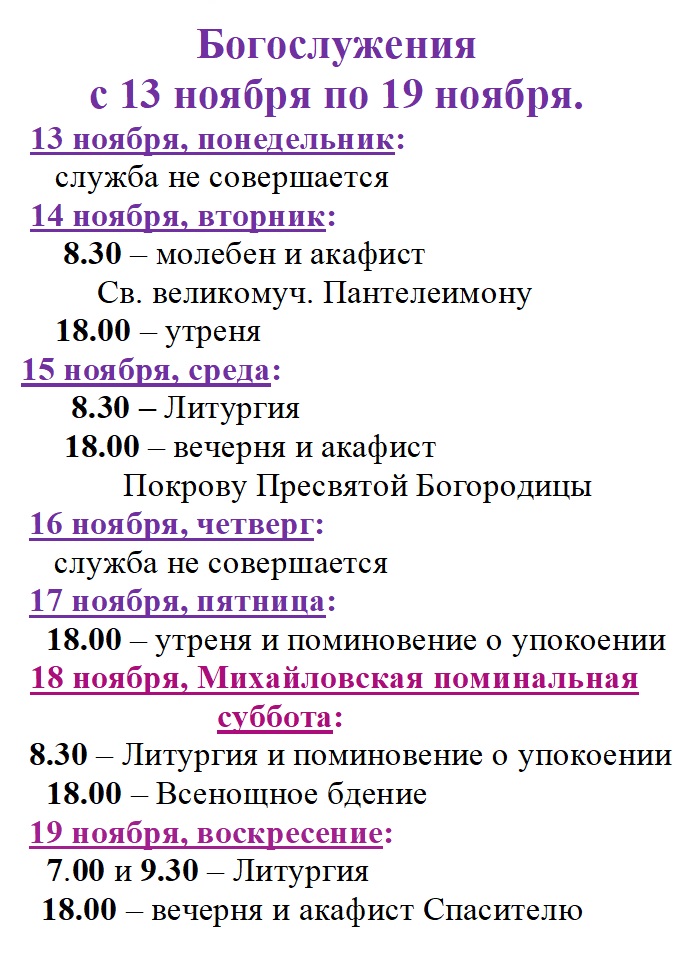 Богослужения
с 13 ноября по 19 ноября.
13 ноября, понедельник:
служба не совершается
14 ноября, вторник:
8.30 – молебен и акафист
Св. великомуч. Пантелеимону
18.00 – утреня
15 ноября, среда:
8.30 – Литургия
18.00 – вечерня и акафист
Покрову Пресвятой Богородицы
16 ноября, четверг:
служба не совершается
17 ноября, пятница:
18.00 – утреня и поминовение о упокоении
18 ноября, Михайловская поминальная
суббота:
8.30 – Литургия и поминовение о упокоении
18.00 – Всенощное бдение
19 ноября, воскресение:
7.00 и 9.30 – Литургия
18.00 – вечерня и акафист Спасителю